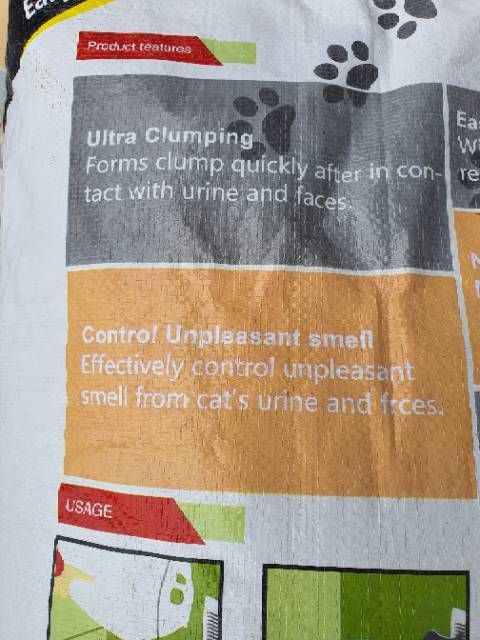 Product features
Ultra Clumping
Forms clump quickly after in con-
tact with urine and faces.
Control Unpleasant smell
Effectively control unpleasant
smell from cat's urine and frces.
USAGE